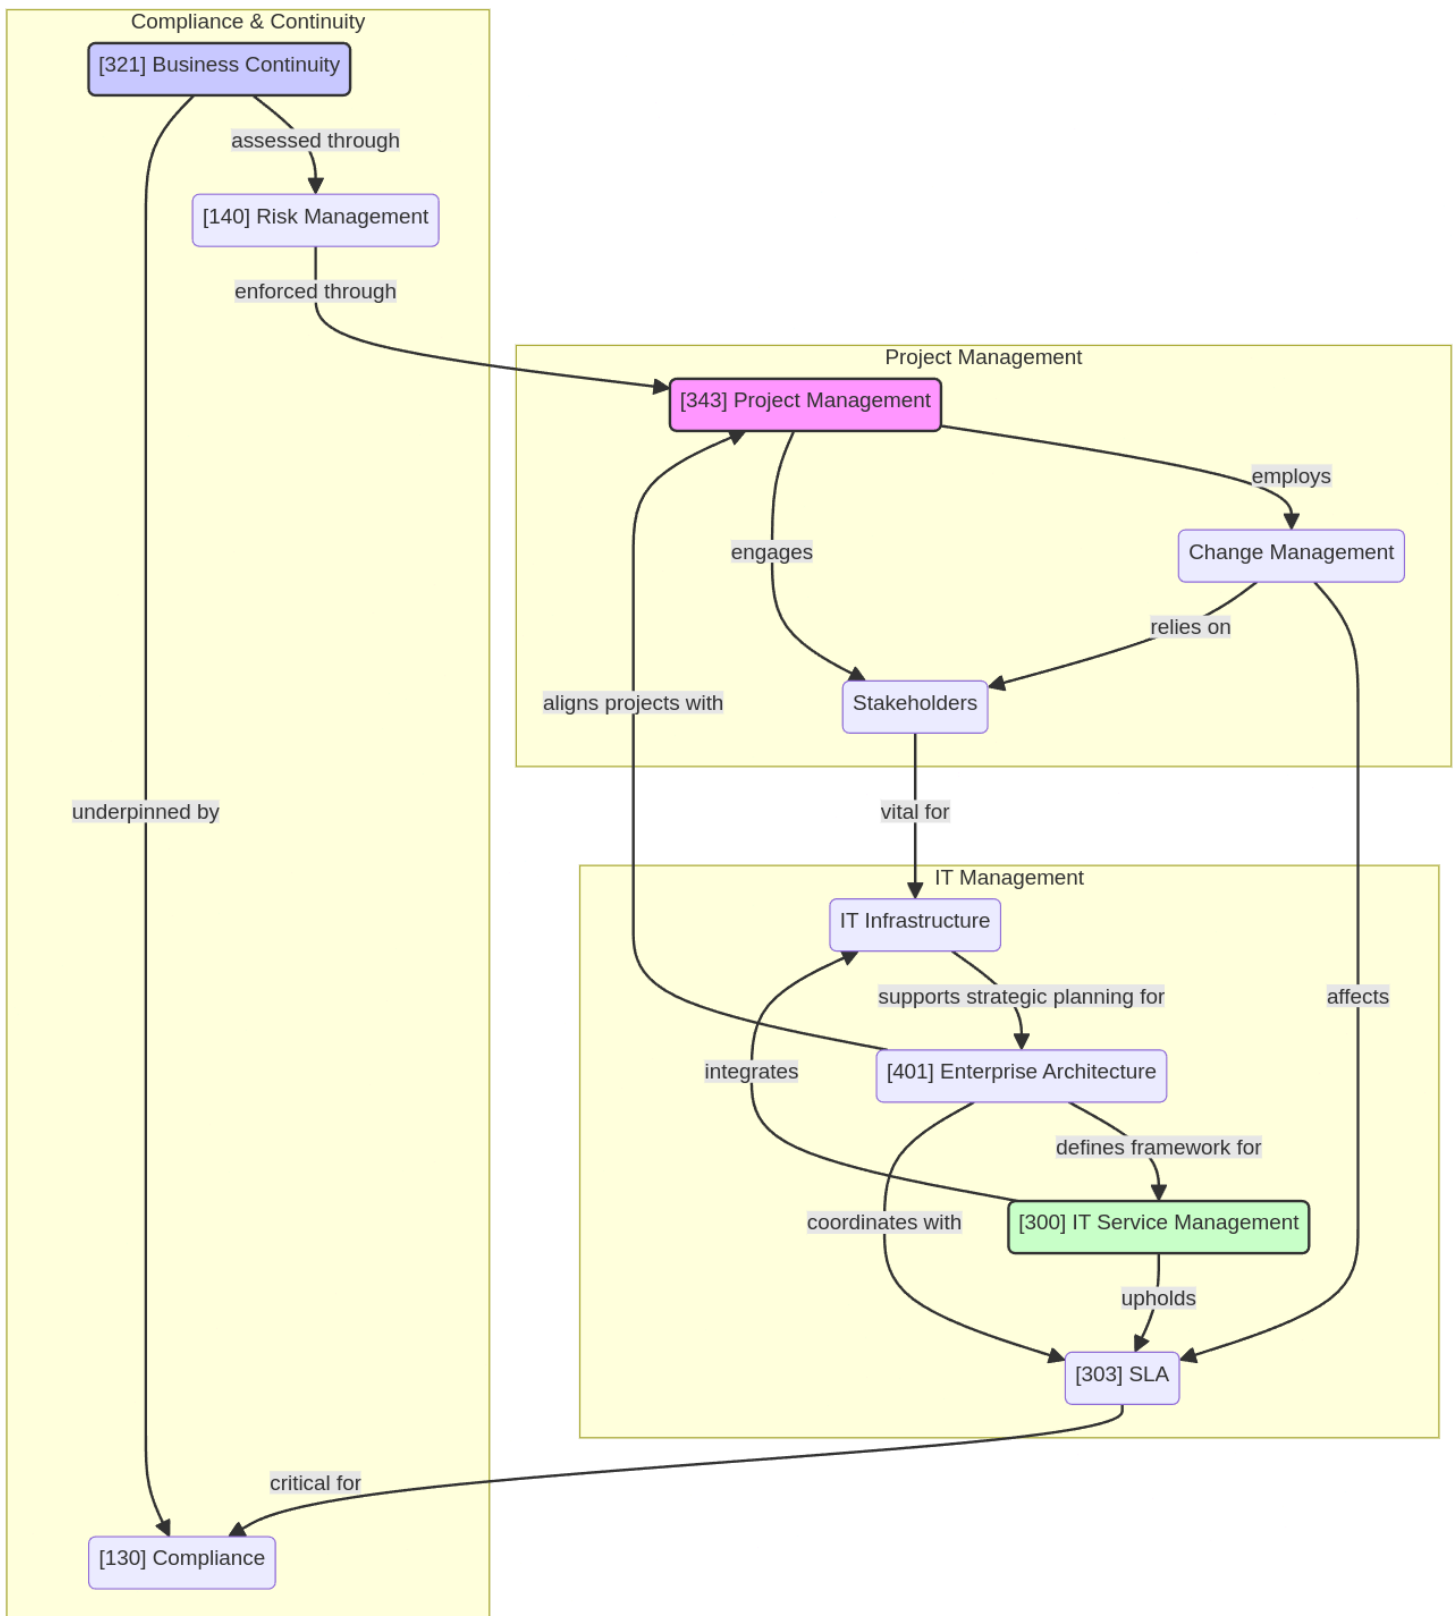 Compliance & Continuity
[321] Business Continuity
assessed through
[140] Risk Management
enforced through
Project Management
[343] Project Management
employs
engages
Change Management
relies on
aligns projects with
Stakeholders
underpinned by
vital for
IT Management
IT Infrastructure
supports strategic planning for
affects
integrates
[401] Enterprise Architecture
defines framework for
coordinates with
[300] IT Service Management
upholds
[303] SLA
critical for
[130] Compliance